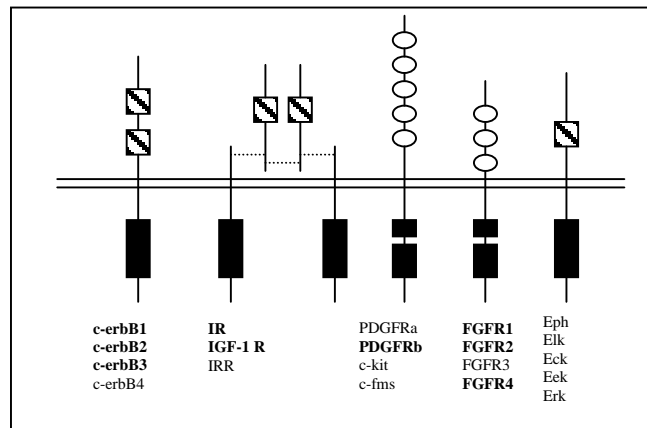 c-erbB1
c-erbB2
c-erbB3
c-erbB4
IR
IGF-1 R
IRR
PDGFRa
PDGFRb
c-kit
c-fms
FGFR1
FGFR2
FGFR3
FGFR4
Eph
Elk
Eck
Eek
Erk